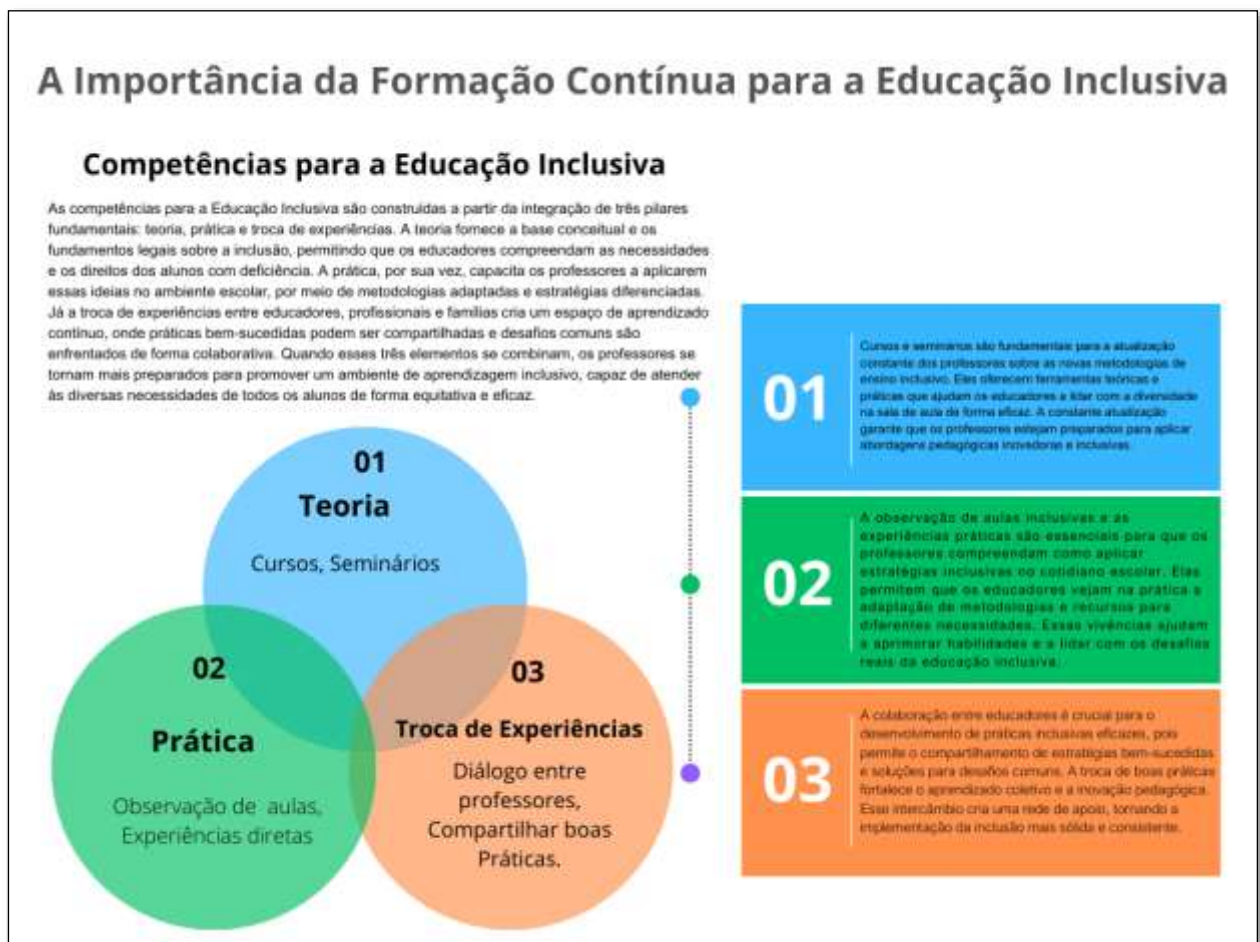 A Importância da Formação Contínua para a Educação Inclusiva
Competências para a Educação Inclusiva
As competências para a Educação Inclusiva são construídas a partir da integração de três pilares
fundamentais: teoria, prática e troca de experiências. A teoria fornece a base conceitual e os
fundamentos legais sobre a inclusão, permitindo que os educadores compreendam as necessidades
e os direitos dos alunos com deficiência. A prática, por sua vez, capacita os professores a aplicarem
essas ideias no ambiente escolar, por meio de metodologias adaptadas e estratégias diferenciadas.
Já a troca de experiências entre educadores, profissionais e famílias cria um espaço de aprendizado
contínuo, onde práticas bem-sucedidas podem ser compartilhadas e desafios comuns são
enfrentados de forma colaborativa. Quando esses três elementos se combinam, os professores se
tornam mais preparados para promover um ambiente de aprendizagem inclusivo, capaz de atender
às diversas necessidades de todos os alunos de forma equitativa e eficaz.
01
Teoria
Cursos, Seminários
02
Prática
Observação de aulas,
Experiências diretas
03
Troca de Experiências
Diálogo entre
professores,
Compartilhar boas
Práticas.
01
Cursos e seminários são fundamentais para a atualização
constante dos professores sobre as novas metodologias de
ensino inclusivo. Eles oferecem ferramentas teóricas e
práticas que ajudam os educadores a lidar com a diversidade
na sala de aula de forma eficaz. A constante atualização
garante que os professores estejam preparados para aplicar
abordagens pedagógicas inovadoras e inclusivas.
02
A observação de aulas inclusivas e as
experiências práticas são essenciais para que os
professores compreendam como aplicar
estratégias inclusivas no cotidiano escolar. Elas
permitem que os educadores vejam na prática a
adaptação de metodologias e recursos para
diferentes necessidades. Essas vivências ajudam
a aprimorar habilidades e a lidar com os desafios
reais da educação inclusiva.
03
A colaboração entre educadores é crucial para o
desenvolvimento de práticas inclusivas eficazes, pois
permite o compartilhamento de estratégias bem-sucedidas
e soluções para desafios comuns. A troca de boas práticas
fortalece o aprendizado coletivo e a inovação pedagógica.
Esse intercâmbio cria uma rede de apoio, tornando a
implementação da inclusão mais sólida e consistente.